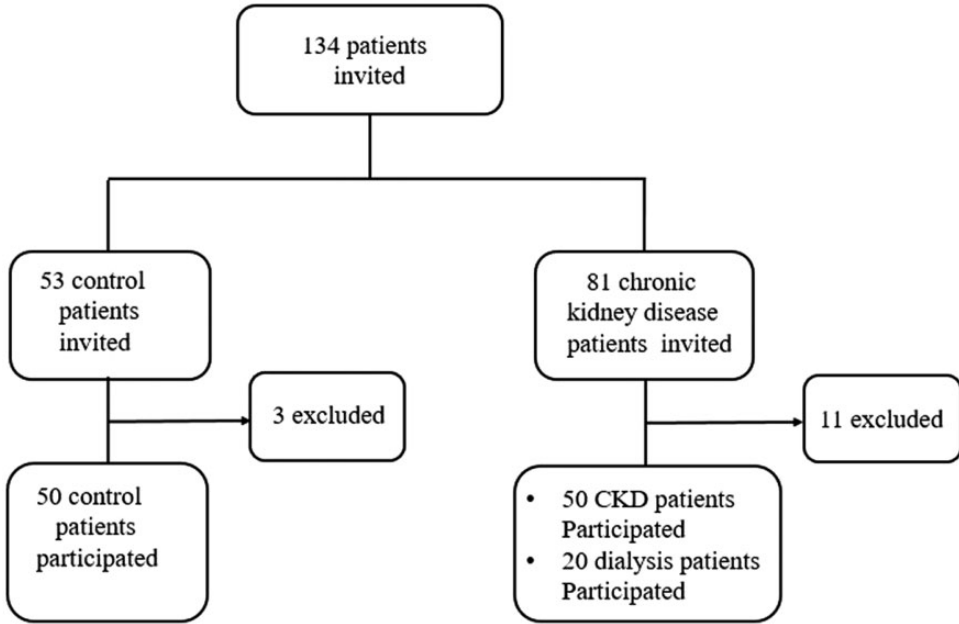 134 patients
invited
53 control
patients
invited
81 chronic
kidney disease
patients invited
3 excluded
11 excluded
50 control
patients
participated
• 50 CKD patients
Participated
• 20 dialysis patients
Participated